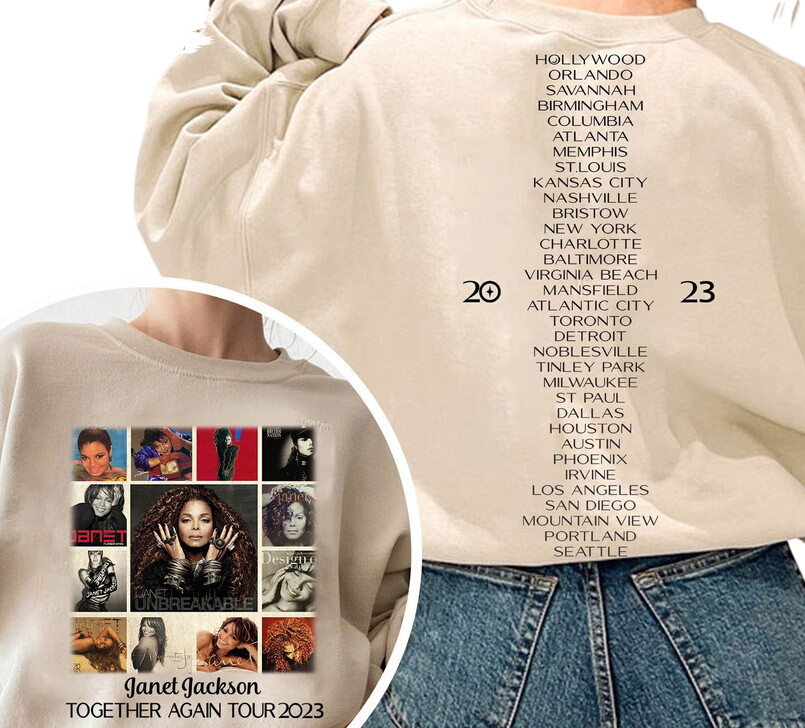 HOLLYWOOD
ORLANDO
SAVANNAH
BIRMINGHAM
COLUMBIA
ATLANTA
MEMPHIS
ST.LOUIS
KANSAS CITY
NASHVILLE
BRISTOW
NEW YORK
CHARLOTTE
BALTIMORE
VIRGINIA BEACH
20 MANSFIELD 23
ATLANTIC CITY
TORONTO
DETROIT
NOBLESVILLE
TINLEY PARK
MILWAUKEE
ST PAUL
DALLAS
HOUSTON
AUSTIN
PHOENIX
IRVINE
LOS ANGELES
SAN DIEGO
MOUNTAIN VIEW
PORTLAND
SEATTLE
JANET
janet
Design o
JANET
UNBREAKABLE
Janet Jackson
TOGETHER AGAIN TOUR 2023